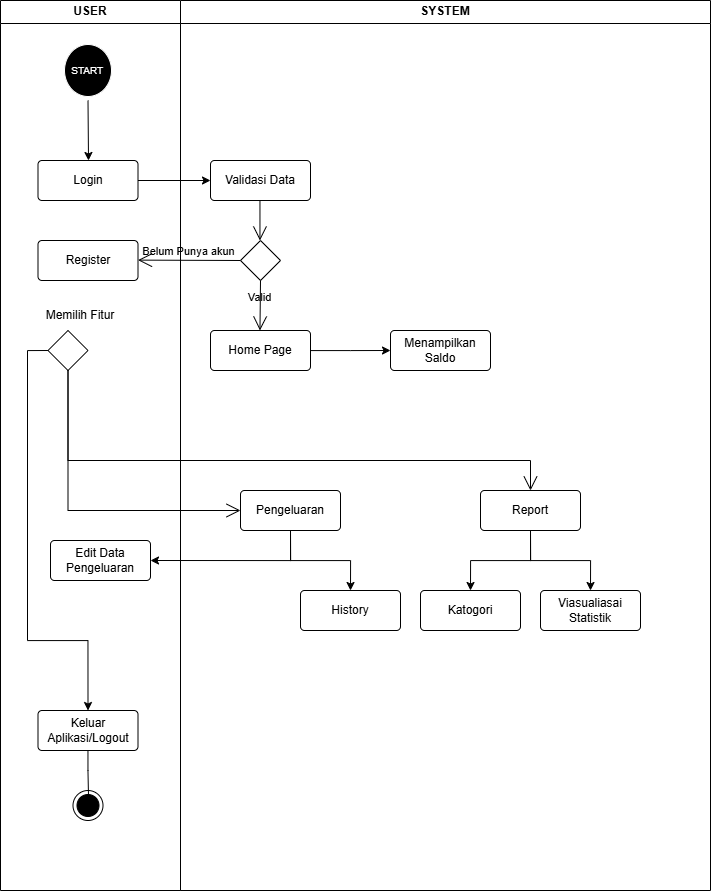 USER
SYSTEM
START
Login
Validasi Data
Register
Belum Punya akun
Valid
Memilih Fitur
Home Page
Menampilkan
Saldo
Pengeluaran
Report
Edit Data
Pengeluaran
History
Katogori
Viasualiasai
Statistik
Keluar
Aplikasi/Logout